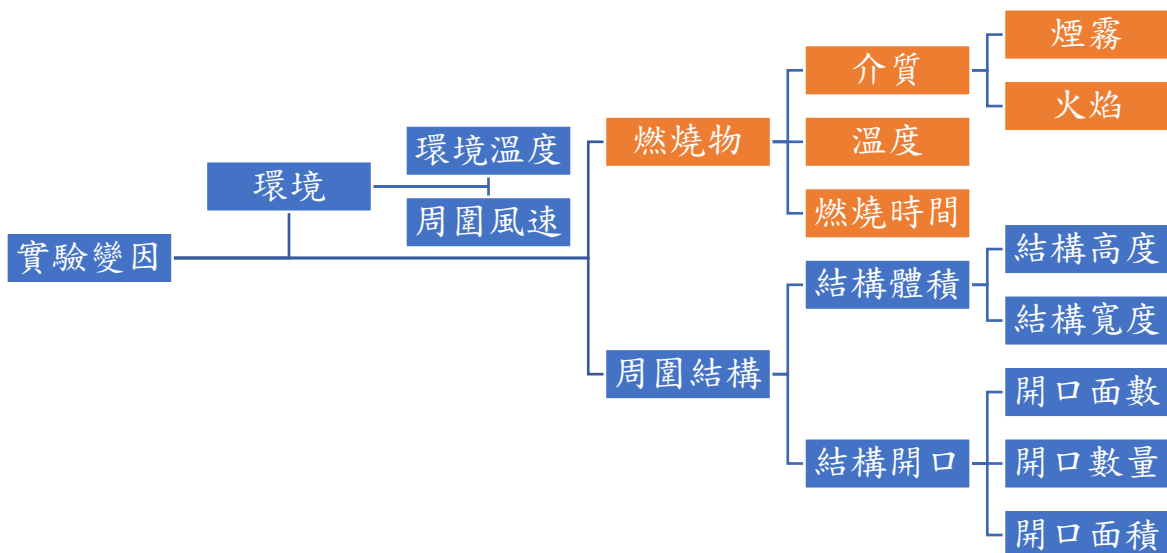 實驗變因
環境
環境溫度
周圍風速
燃燒物
介質
煙霧
火焰
溫度
燃燒時間
周圍結構
結構體積
結構高度
結構寬度
結構開口
開口面數
開口數量
開口面積